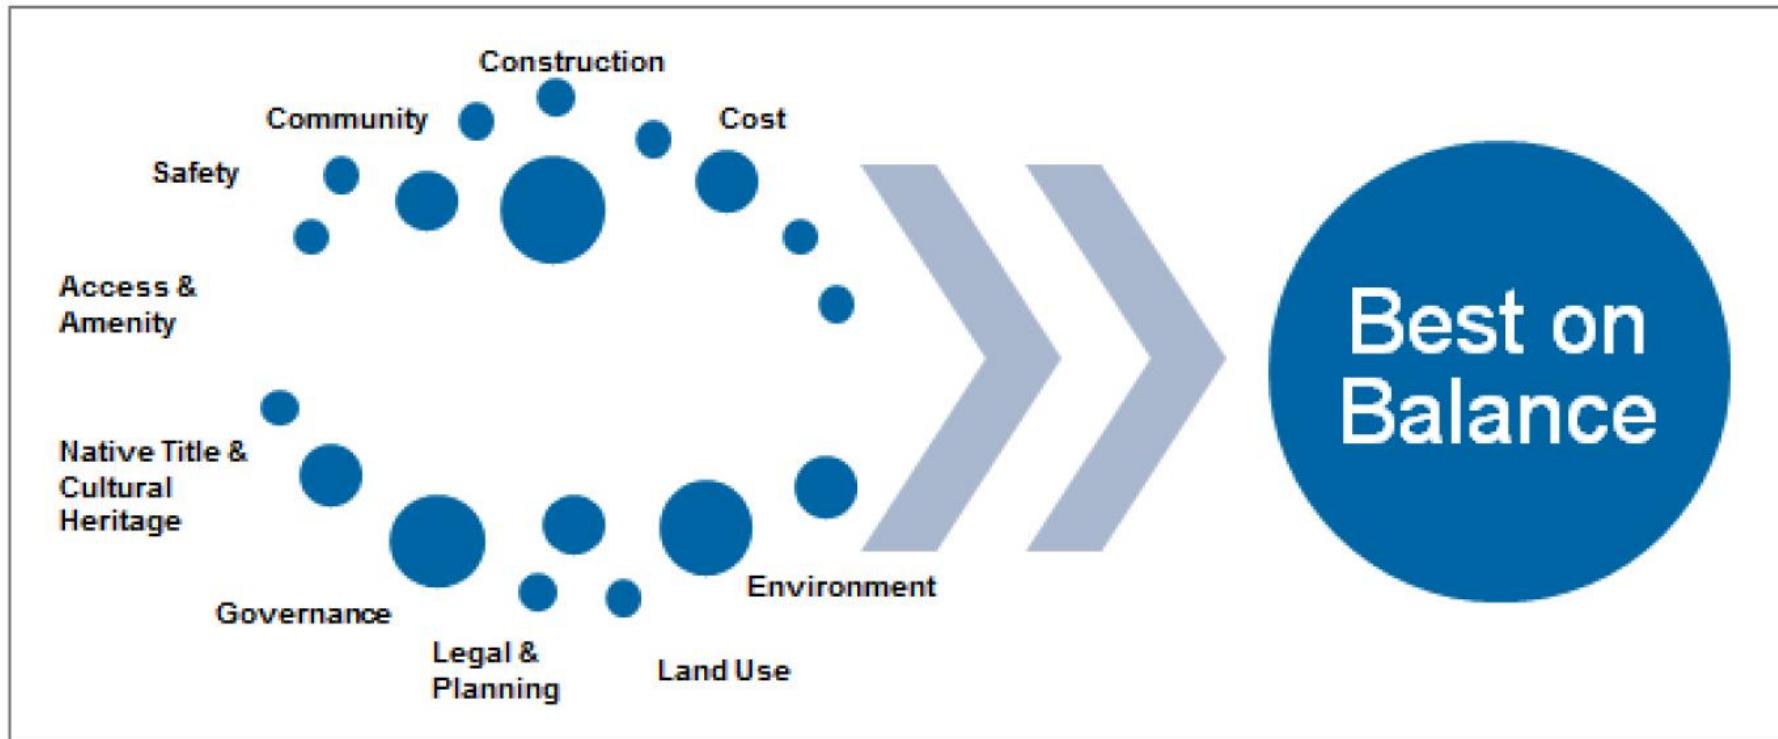 Construction
Community
Cost
Safety
Access &
Amenity
Native Title &
Cultural
Heritage
Governance
Legal &
Planning
Land Use
Environment
Best on
Balance